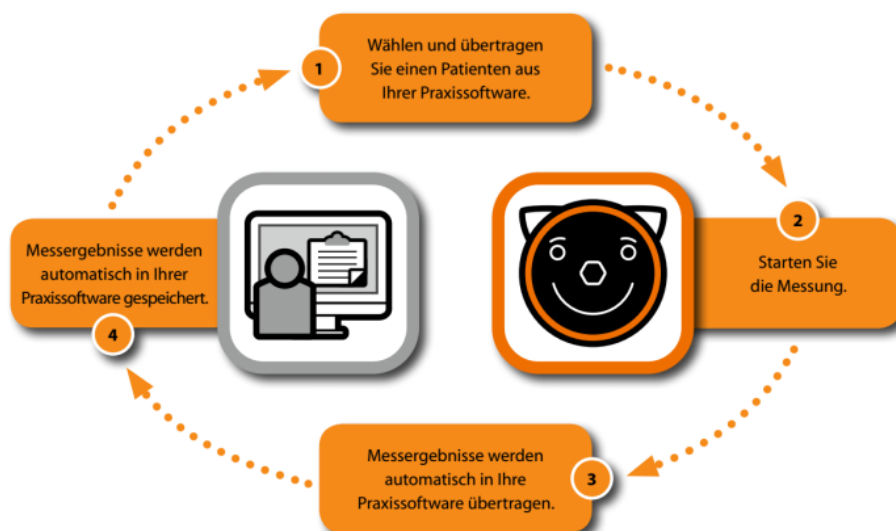 1
Wählen und übertragen
Sie einen Patienten aus
Ihrer Praxissoftware.
2
Starten Sie
die Messung.
3
Messergebnisse werden
automatisch in Ihre
Praxissoftware übertragen.
4
Messergebnisse werden
automatisch in Ihrer
Praxissoftware gespeichert.